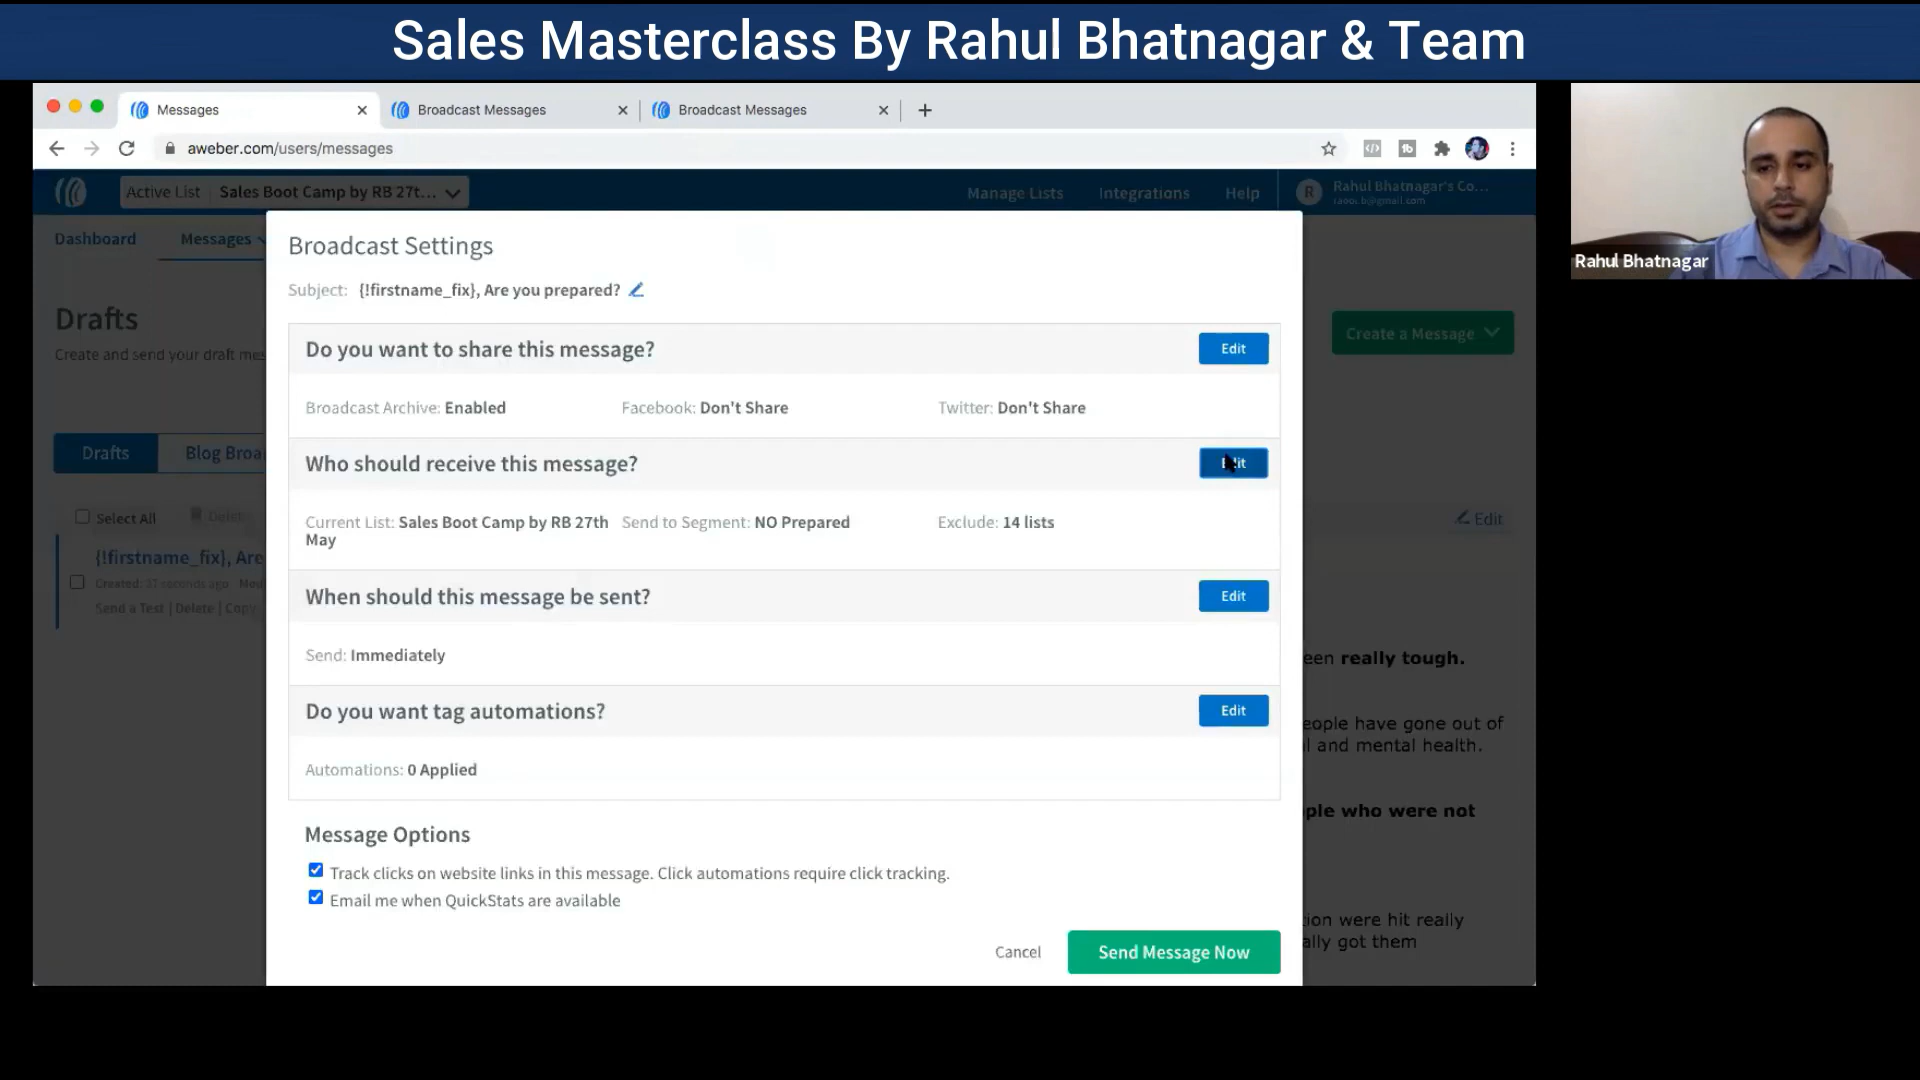 Sales Masterclass By Rahul Bhatnagar & Team
Messages
Broadcast Messages
Broadcast Messages
aweber.com/users/messages
Active List Sales Boot Camp by RB 27t...
Manage Lists Integrations Help
R Rahul Bhatnagar's Co...
Dashboard Messages
Rahul Bhatnagar
Broadcast Settings
Subject: {!firstname_fix}, Are you prepared?
Drafts
Create and send your draft mes
Create a Message
Do you want to share this message? Edit
Broadcast Archive: Enabled Facebook: Don't Share Twitter: Don't Share
Drafts Blog Broa
Who should receive this message?
Select All Delet
Edit
Current List: Sales Boot Camp by RB 27th May
Send to Segment: NO Prepared
Exclude: 14 lists
{!firstname_fix}, Are
Created: 37 seconds ago
Send a Test | Delete | Copy
When should this message be sent? Edit
Send: Immediately
een really tough.
Do you want tag automations? Edit
eople have gone out of
l and mental health.
Automations: 0 Applied
ple who were not
Message Options
Track clicks on website links in this message. Click automations require click tracking.
Email me when QuickStats are available
ion were hit really
ally got them
Cancel Send Message Now